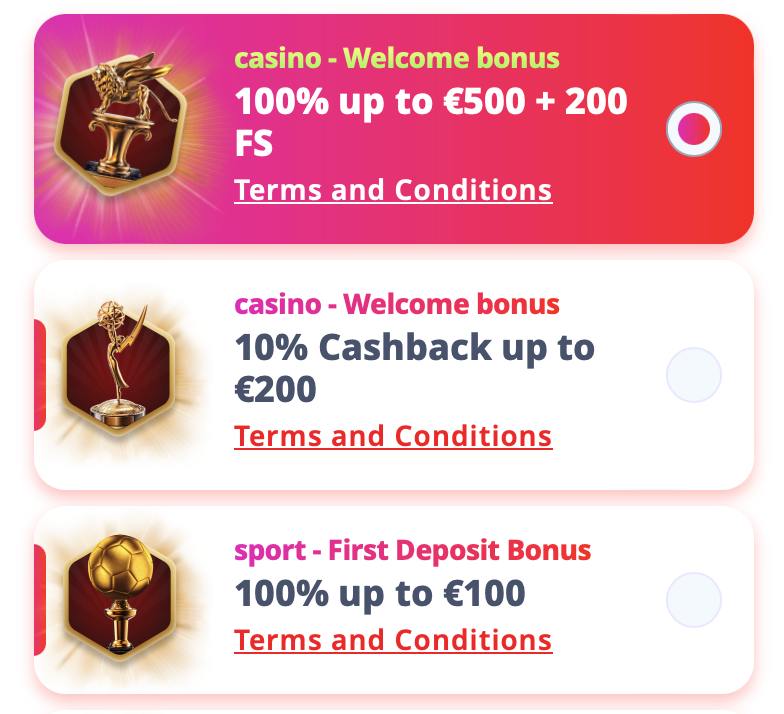 casino - Welcome bonus
100% up to €500 + 200
FS
Terms and Conditions
casino - Welcome bonus
10% Cashback up to
€200
Terms and Conditions
sport - First Deposit Bonus
100% up to €100
Terms and Conditions